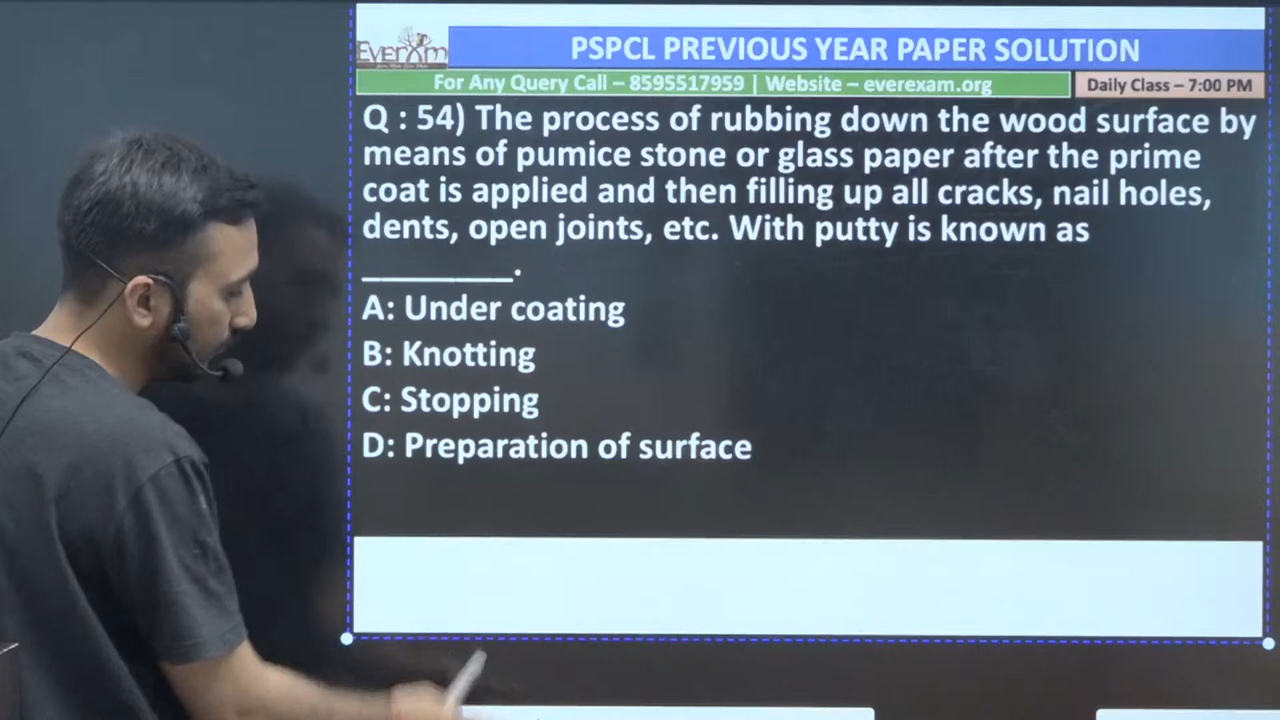 EVEREXAM
PSPCL PREVIOUS YEAR PAPER SOLUTION
For Any Query Call – 8595517959 | Website – everexam.org
Daily Class – 7:00 PM
Q : 54) The process of rubbing down the wood surface by
means of pumice stone or glass paper after the prime
coat is applied and then filling up all cracks, nail holes,
dents, open joints, etc. With putty is known as
________.
A: Under coating
B: Knotting
C: Stopping
D: Preparation of surface